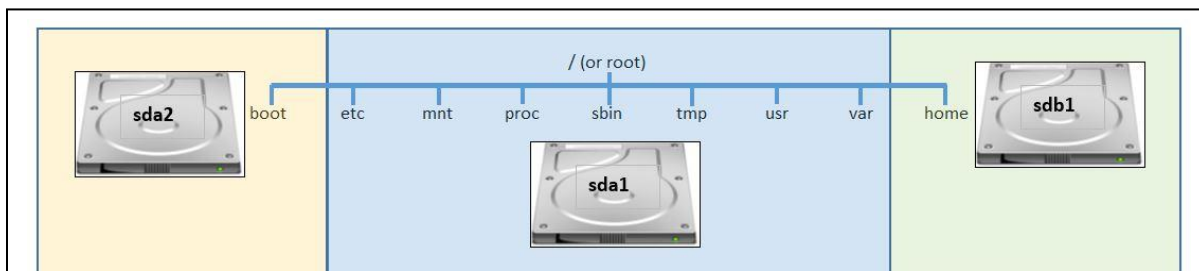 / (or root)
sda2
boot
etc
mnt
proc
sbin
tmp
usr
var
home
sdb1
sda1